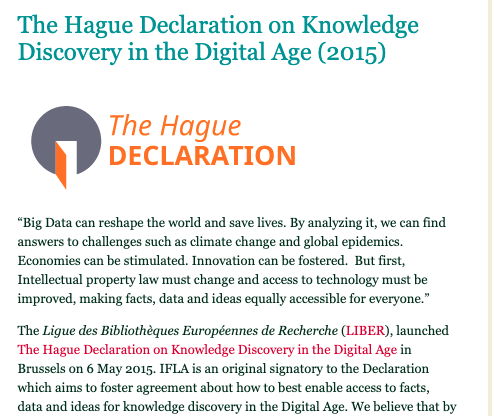 The Hague Declaration on Knowledge
Discovery in the Digital Age (2015)
The Hague
DECLARATION
“Big Data can reshape the world and save lives. By analyzing it, we can find
answers to challenges such as climate change and global epidemics.
Economies can be stimulated. Innovation can be fostered.  But first,
Intellectual property law must change and access to technology must be
improved, making facts, data and ideas equally accessible for everyone.”
The Ligue des Bibliothèques Européennes de Recherche (LIBER), launched
The Hague Declaration on Knowledge Discovery in the Digital Age in
Brussels on 6 May 2015. IFLA is an original signatory to the Declaration
which aims to foster agreement about how to best enable access to facts,
data and ideas for knowledge discovery in the Digital Age. We believe that by